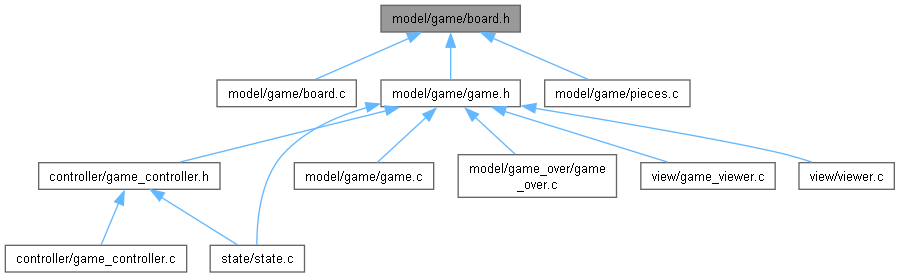 model/game/board.h
model/game/board.c
model/game/game.h
model/game/pieces.c
controller/game_controller.h
model/game/game.c
model/game_over/game
_over.c
view/game_viewer.c
view/viewer.c
controller/game_controller.c
state/state.c